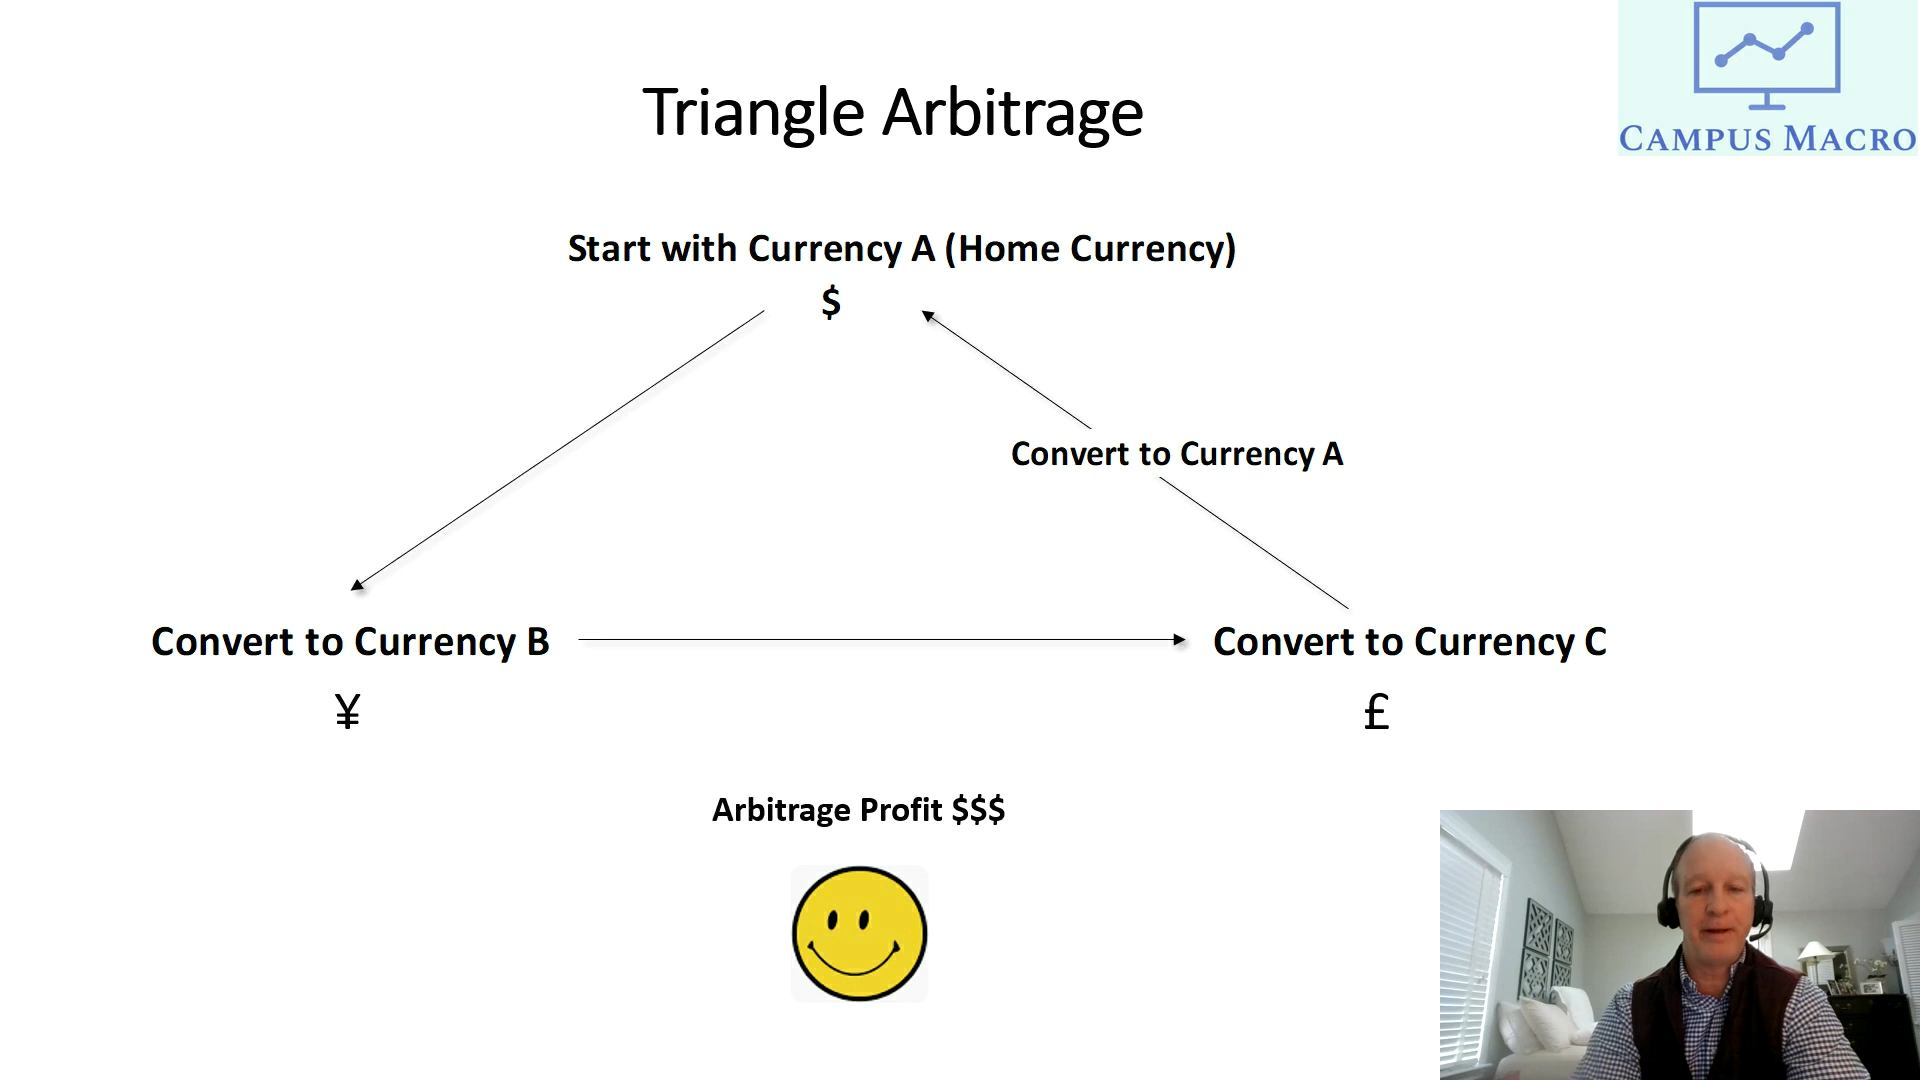 CAMPUS MACRO
Triangle Arbitrage
Start with Currency A (Home Currency)
$
Convert to Currency A
Convert to Currency B
Convert to Currency C
¥
£
Arbitrage Profit $$$